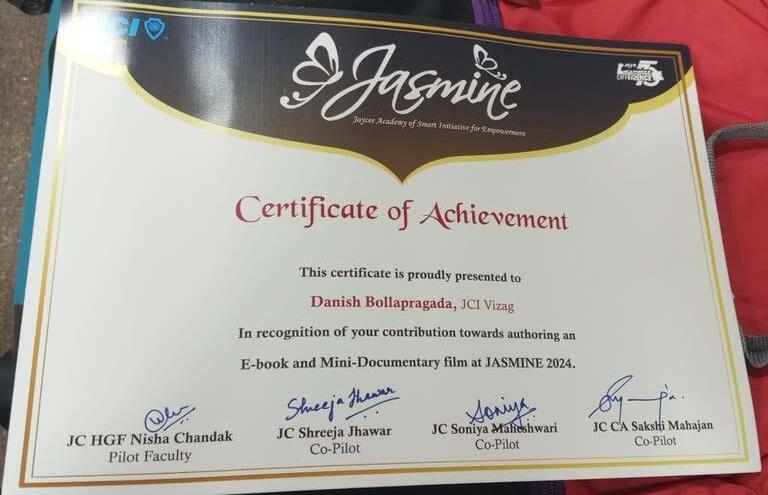 JCI
Jasmine
Jaycee Academy of Smart Initiative for Empowerment
Certificate of Achievement
This certificate is proudly presented to
Danish Bollapragada, JCI Vizag
In recognition of your contribution towards authoring an
E-book and Mini-Documentary film at JASMINE 2024.
Shreeja Jhawar
Soniya
JC HGF Nisha Chandak
Pilot Faculty
JC Shreeja Jhawar
Co-Pilot
JC Soniya Maheshwari
Co-Pilot
JC CA Sakshi Mahajan
Co-Pilot